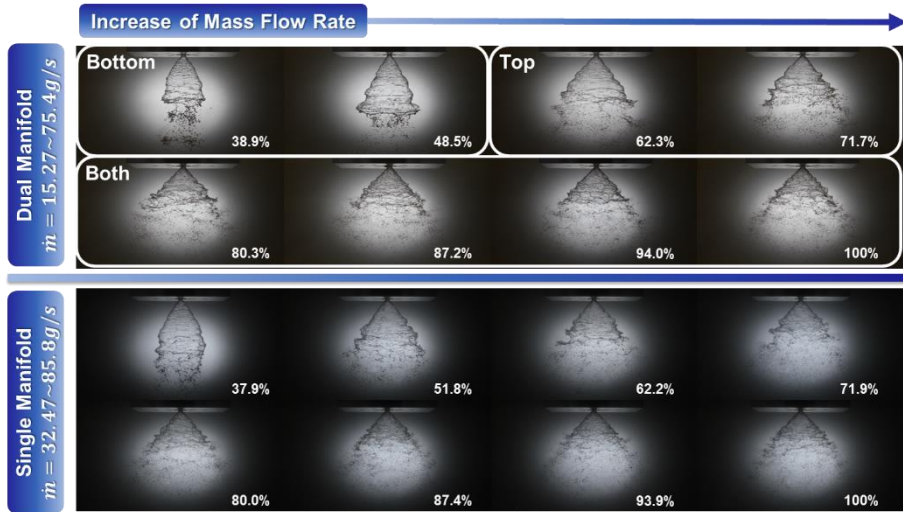 Increase of Mass Flow Rate
Dual Manifold
ṁ = 15.27~75.4g/s
Bottom
38.9%
48.5%
Top
62.3%
71.7%
Both
80.3%
87.2%
94.0%
100%
Single Manifold
ṁ = 32.47~85.8g/s
37.9%
51.8%
62.2%
71.9%
80.0%
87.4%
93.9%
100%